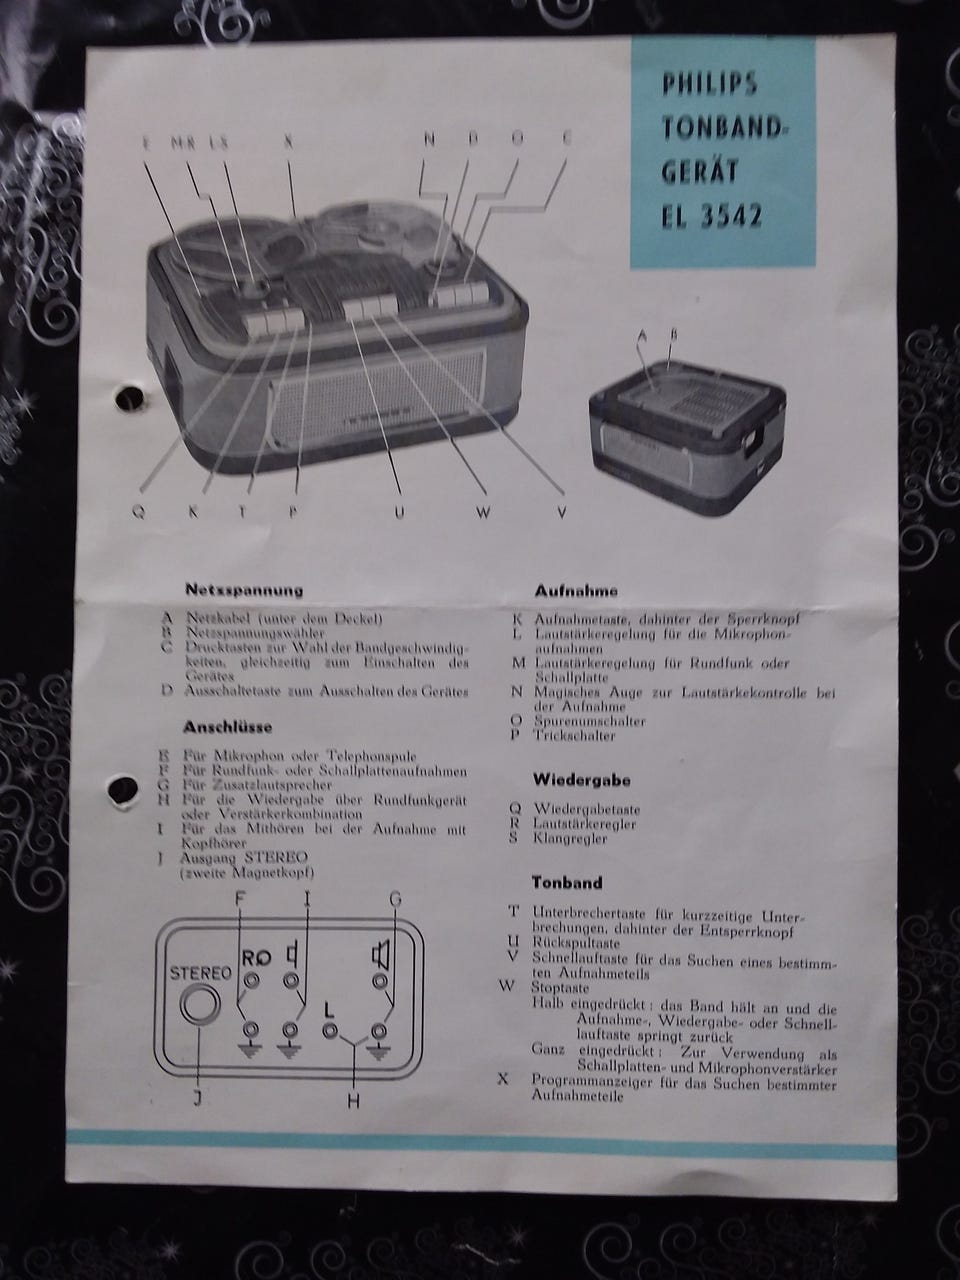 PHILIPS
TONBAND-
GERÄT
EL 3542
E M-R L-S X N D O C
A B
Q K T P U W V
Netzspannung
A Netzkabel (unter dem Deckel)
B Netzspannungswähler
C Drucktasten zur Wahl der Bandgeschwindig-
keiten, gleichzeitig zum Einschalten des
Gerätes
D Ausschaltetaste zum Ausschalten des Gerätes
Anschlüsse
E Für Mikrophon oder Telephonspule
F Für Rundfunk- oder Schallplattenaufnahmen
G Für Zusatzlautsprecher
H Für die Wiedergabe über Rundfunkgerät
oder Verstärkerkombination
I Für das Mithören bei der Aufnahme mit
Kopfhörer
J Ausgang STEREO
(zweite Magnetkopf)
F I G
STEREO
L
J H
Aufnahme
K Aufnahmetaste, dahinter der Sperrknopf
L Lautstärkeregelung für die Mikrophon-
aufnahmen
M Lautstärkeregelung für Rundfunk oder
Schallplatte
N Magisches Auge zur Lautstärkekontrolle bei
der Aufnahme
O Spurenumschalter
P Trickschalter
Wiedergabe
Q Wiedergabetaste
R Lautstärkeregler
S Klangregler
Tonband
T Unterbrechertaste für kurzzeitige Unter-
brechungen, dahinter der Entsperrknopf
U Rückspultaste
V Schnellauftaste für das Suchen eines bestimm-
ten Aufnahmeteils
W Stoptaste
Halb eingedrückt: das Band hält an und die
Aufnahme-, Wiedergabe- oder Schnell-
lauftaste springt zurück
Ganz eingedrückt: Zur Verwendung als
Schallplatten- und Mikrophonverstärker
X Programmanzeiger für das Suchen bestimmter
Aufnahmeteile